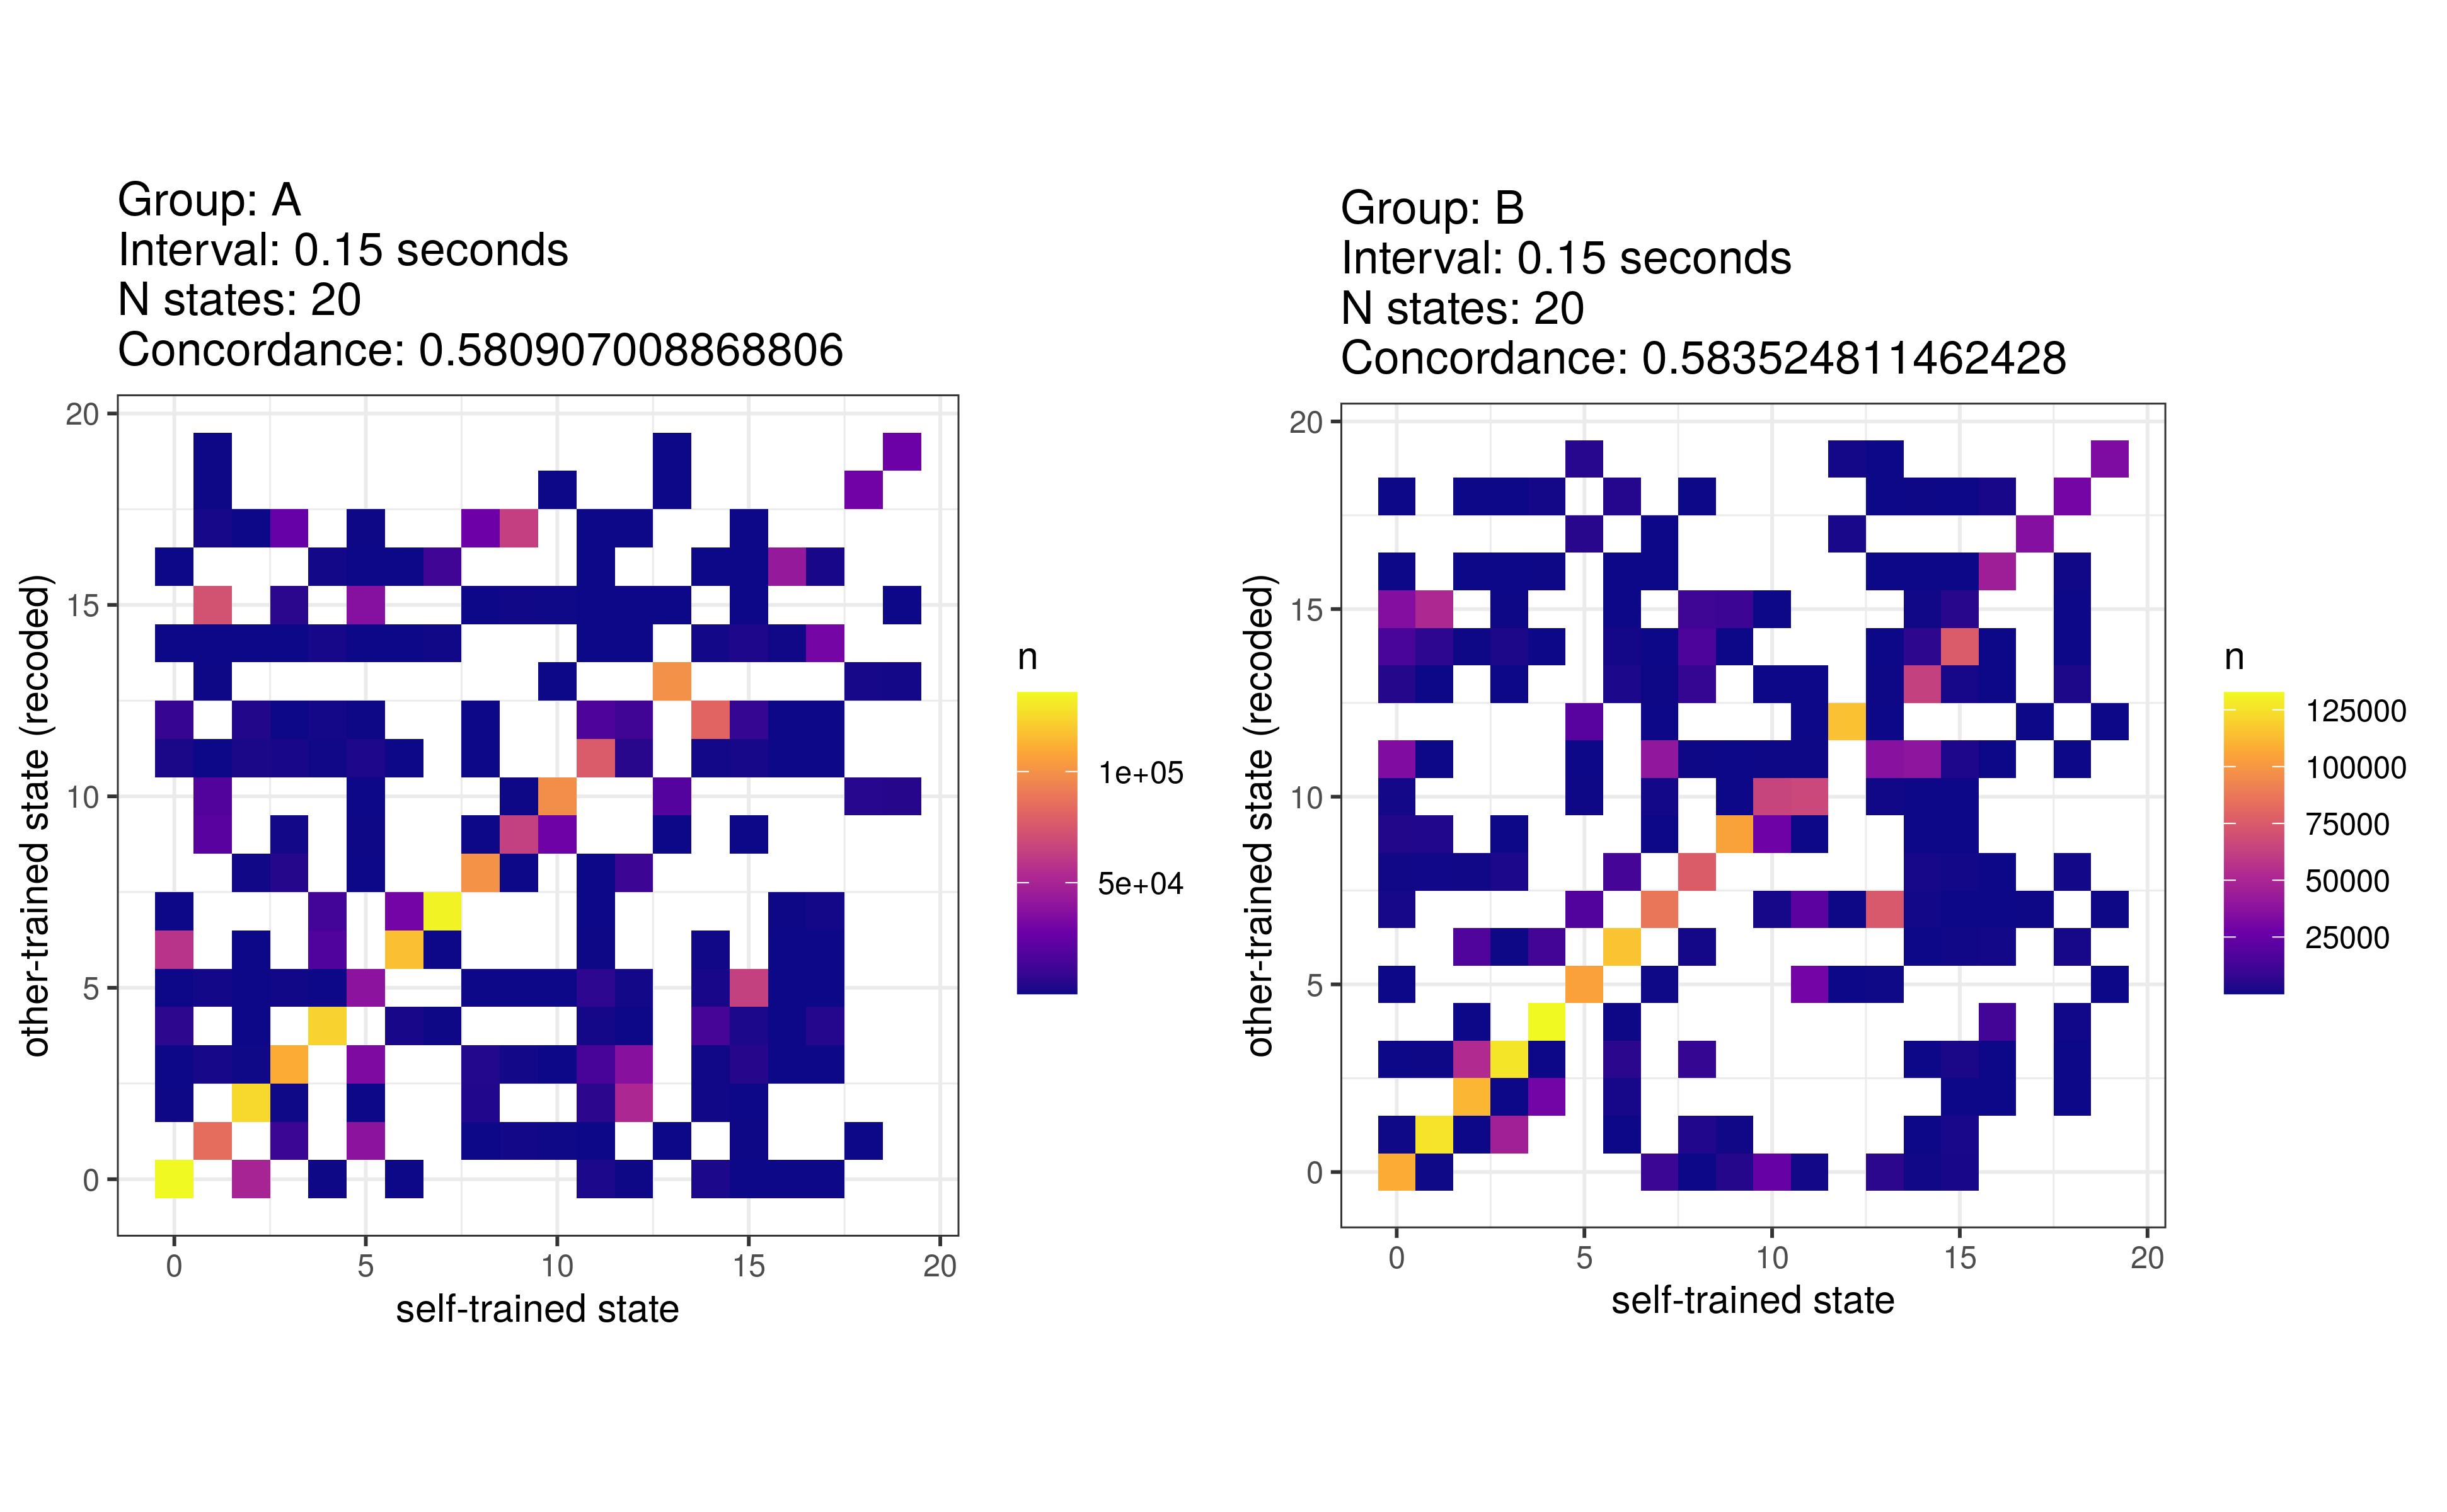 Group: A
Interval: 0.15 seconds
N states: 20
Concordance: 0.580907008868806
20
15
10
5
0
other-trained state (recoded)
0 5 10 15 20
self-trained state
n
1e+05
5e+04
Group: B
Interval: 0.15 seconds
N states: 20
Concordance: 0.583524811462428
20
15
10
5
0
other-trained state (recoded)
0 5 10 15 20
self-trained state
n
125000
100000
75000
50000
25000